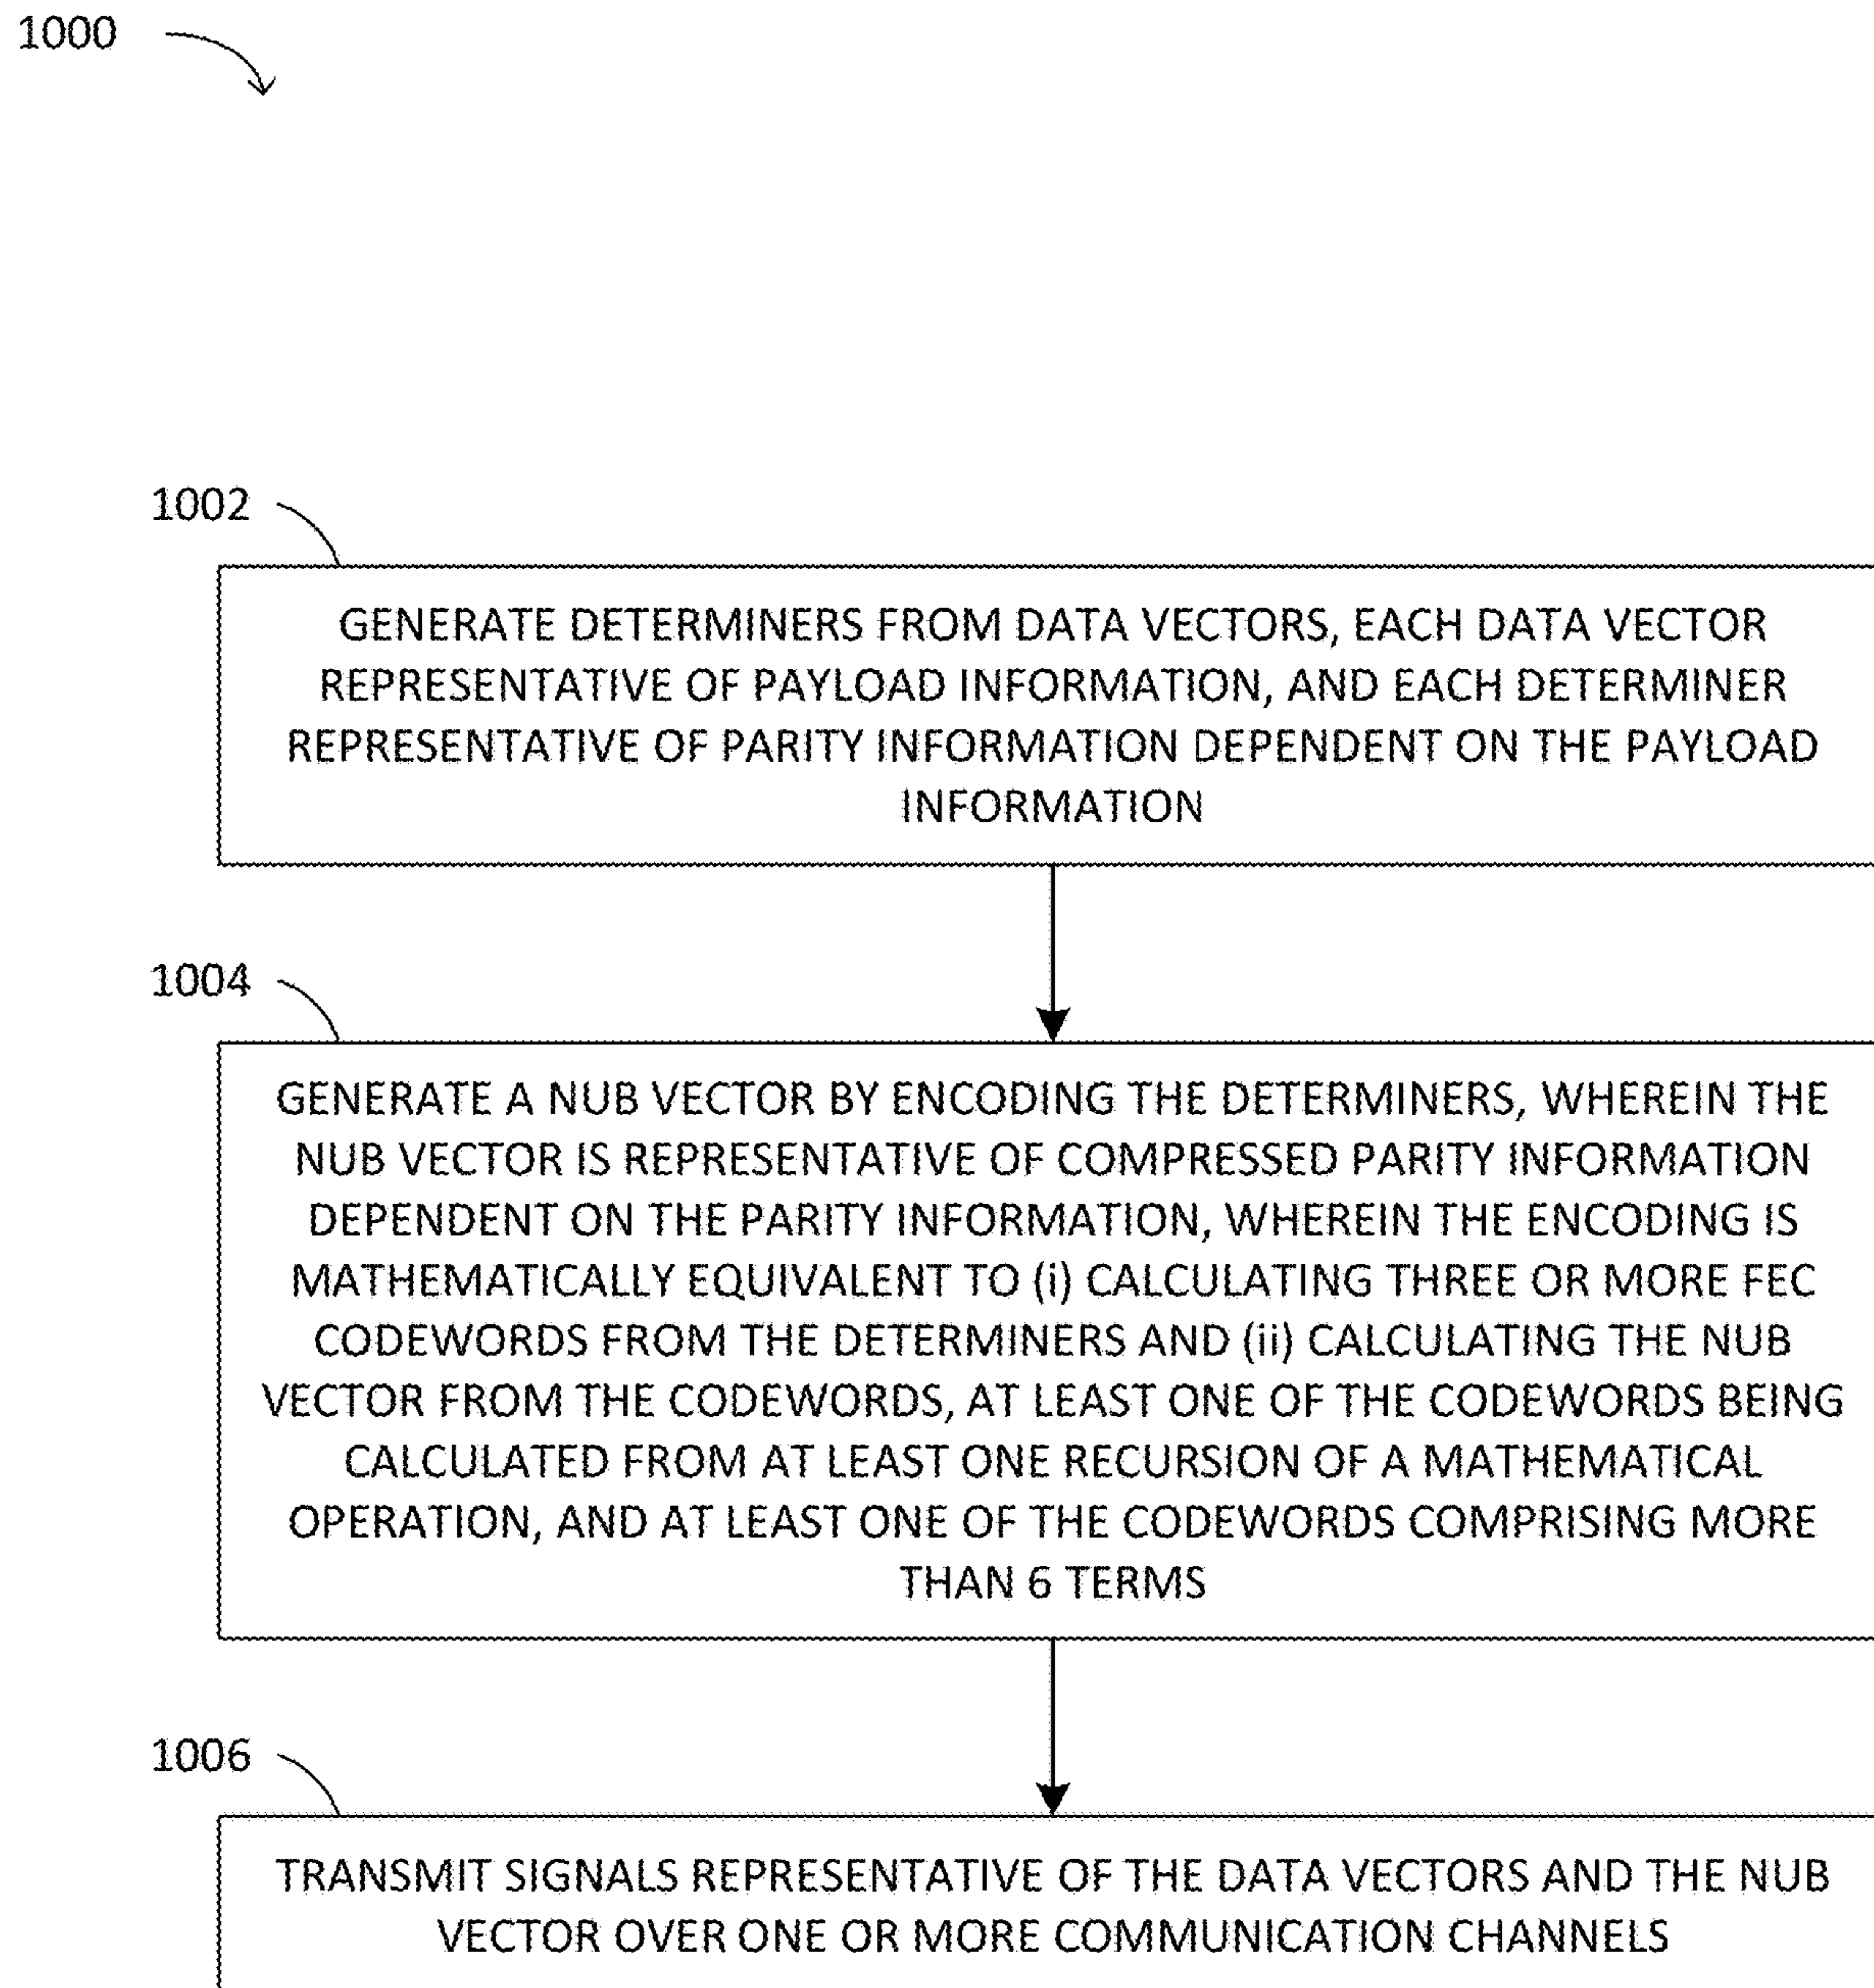 1000
1002
GENERATE DETERMINERS FROM DATA VECTORS, EACH DATA VECTOR
REPRESENTATIVE OF PAYLOAD INFORMATION, AND EACH DETERMINER
REPRESENTATIVE OF PARITY INFORMATION DEPENDENT ON THE PAYLOAD
INFORMATION
1004
GENERATE A NUB VECTOR BY ENCODING THE DETERMINERS, WHEREIN THE
NUB VECTOR IS REPRESENTATIVE OF COMPRESSED PARITY INFORMATION
DEPENDENT ON THE PARITY INFORMATION, WHEREIN THE ENCODING IS
MATHEMATICALLY EQUIVALENT TO (i) CALCULATING THREE OR MORE FEC
CODEWORDS FROM THE DETERMINERS AND (ii) CALCULATING THE NUB
VECTOR FROM THE CODEWORDS, AT LEAST ONE OF THE CODEWORDS BEING
CALCULATED FROM AT LEAST ONE RECURSION OF A MATHEMATICAL
OPERATION, AND AT LEAST ONE OF THE CODEWORDS COMPRISING MORE
THAN 6 TERMS
1006
TRANSMIT SIGNALS REPRESENTATIVE OF THE DATA VECTORS AND THE NUB
VECTOR OVER ONE OR MORE COMMUNICATION CHANNELS